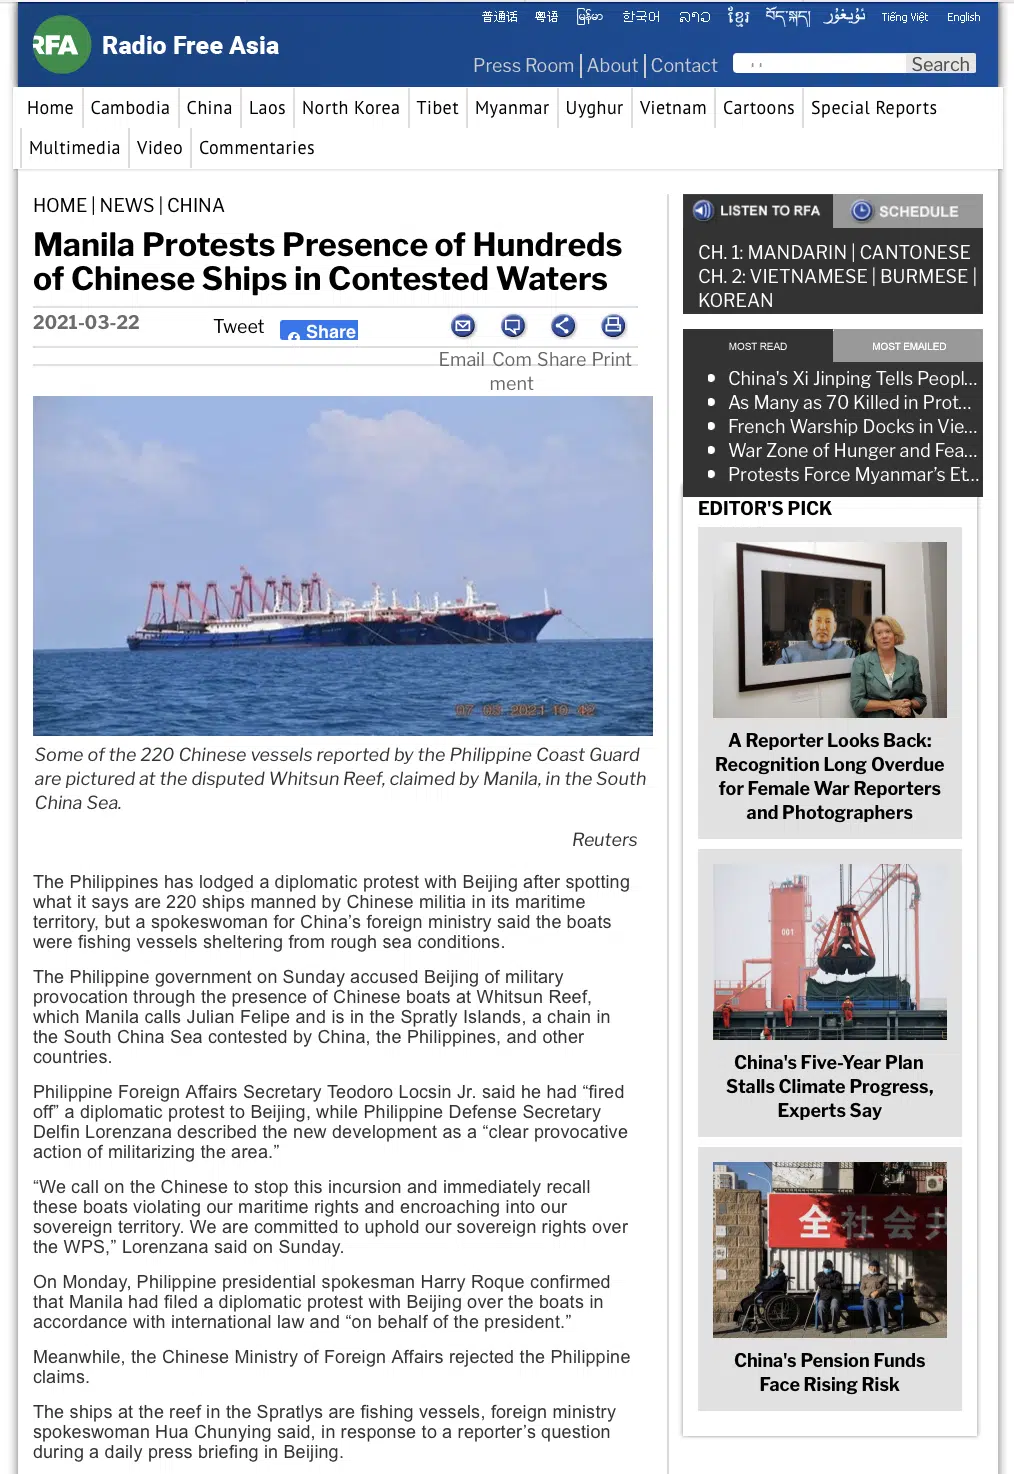 普通话 粤语 မြန်မာ 한국어 ລາວ ខ្មែរ བོད་སྐད། ئۇيغۇر Tiếng Việt English
RFA Radio Free Asia
Press Room | About | Contact Search
Home Cambodia China Laos North Korea Tibet Myanmar Uyghur Vietnam Cartoons Special Reports
Multimedia Video Commentaries
HOME | NEWS | CHINA
Manila Protests Presence of Hundreds
of Chinese Ships in Contested Waters
2021-03-22
Tweet Share
Email Com Share Print
ment
07 03 2021 10 42
Some of the 220 Chinese vessels reported by the Philippine Coast Guard
are pictured at the disputed Whitsun Reef, claimed by Manila, in the South
China Sea.
Reuters
The Philippines has lodged a diplomatic protest with Beijing after spotting
what it says are 220 ships manned by Chinese militia in its maritime
territory, but a spokeswoman for China’s foreign ministry said the boats
were fishing vessels sheltering from rough sea conditions.
The Philippine government on Sunday accused Beijing of military
provocation through the presence of Chinese boats at Whitsun Reef,
which Manila calls Julian Felipe and is in the Spratly Islands, a chain in
the South China Sea contested by China, the Philippines, and other
countries.
Philippine Foreign Affairs Secretary Teodoro Locsin Jr. said he had “fired
off” a diplomatic protest to Beijing, while Philippine Defense Secretary
Delfin Lorenzana described the new development as a “clear provocative
action of militarizing the area.”
“We call on the Chinese to stop this incursion and immediately recall
these boats violating our maritime rights and encroaching into our
sovereign territory. We are committed to uphold our sovereign rights over
the WPS,” Lorenzana said on Sunday.
On Monday, Philippine presidential spokesman Harry Roque confirmed
that Manila had filed a diplomatic protest with Beijing over the boats in
accordance with international law and “on behalf of the president.”
Meanwhile, the Chinese Ministry of Foreign Affairs rejected the Philippine
claims.
The ships at the reef in the Spratlys are fishing vessels, foreign ministry
spokeswoman Hua Chunying said, in response to a reporter’s question
during a daily press briefing in Beijing.
LISTEN TO RFA SCHEDULE
CH. 1: MANDARIN | CANTONESE
CH. 2: VIETNAMESE | BURMESE |
KOREAN
MOST READ MOST EMAILED
China's Xi Jinping Tells Peopl...
As Many as 70 Killed in Prot...
French Warship Docks in Vie...
War Zone of Hunger and Fea...
Protests Force Myanmar’s Et...
EDITOR'S PICK
A Reporter Looks Back:
Recognition Long Overdue
for Female War Reporters
and Photographers
001
China's Five-Year Plan
Stalls Climate Progress,
Experts Say
全社会共
China's Pension Funds
Face Rising Risk